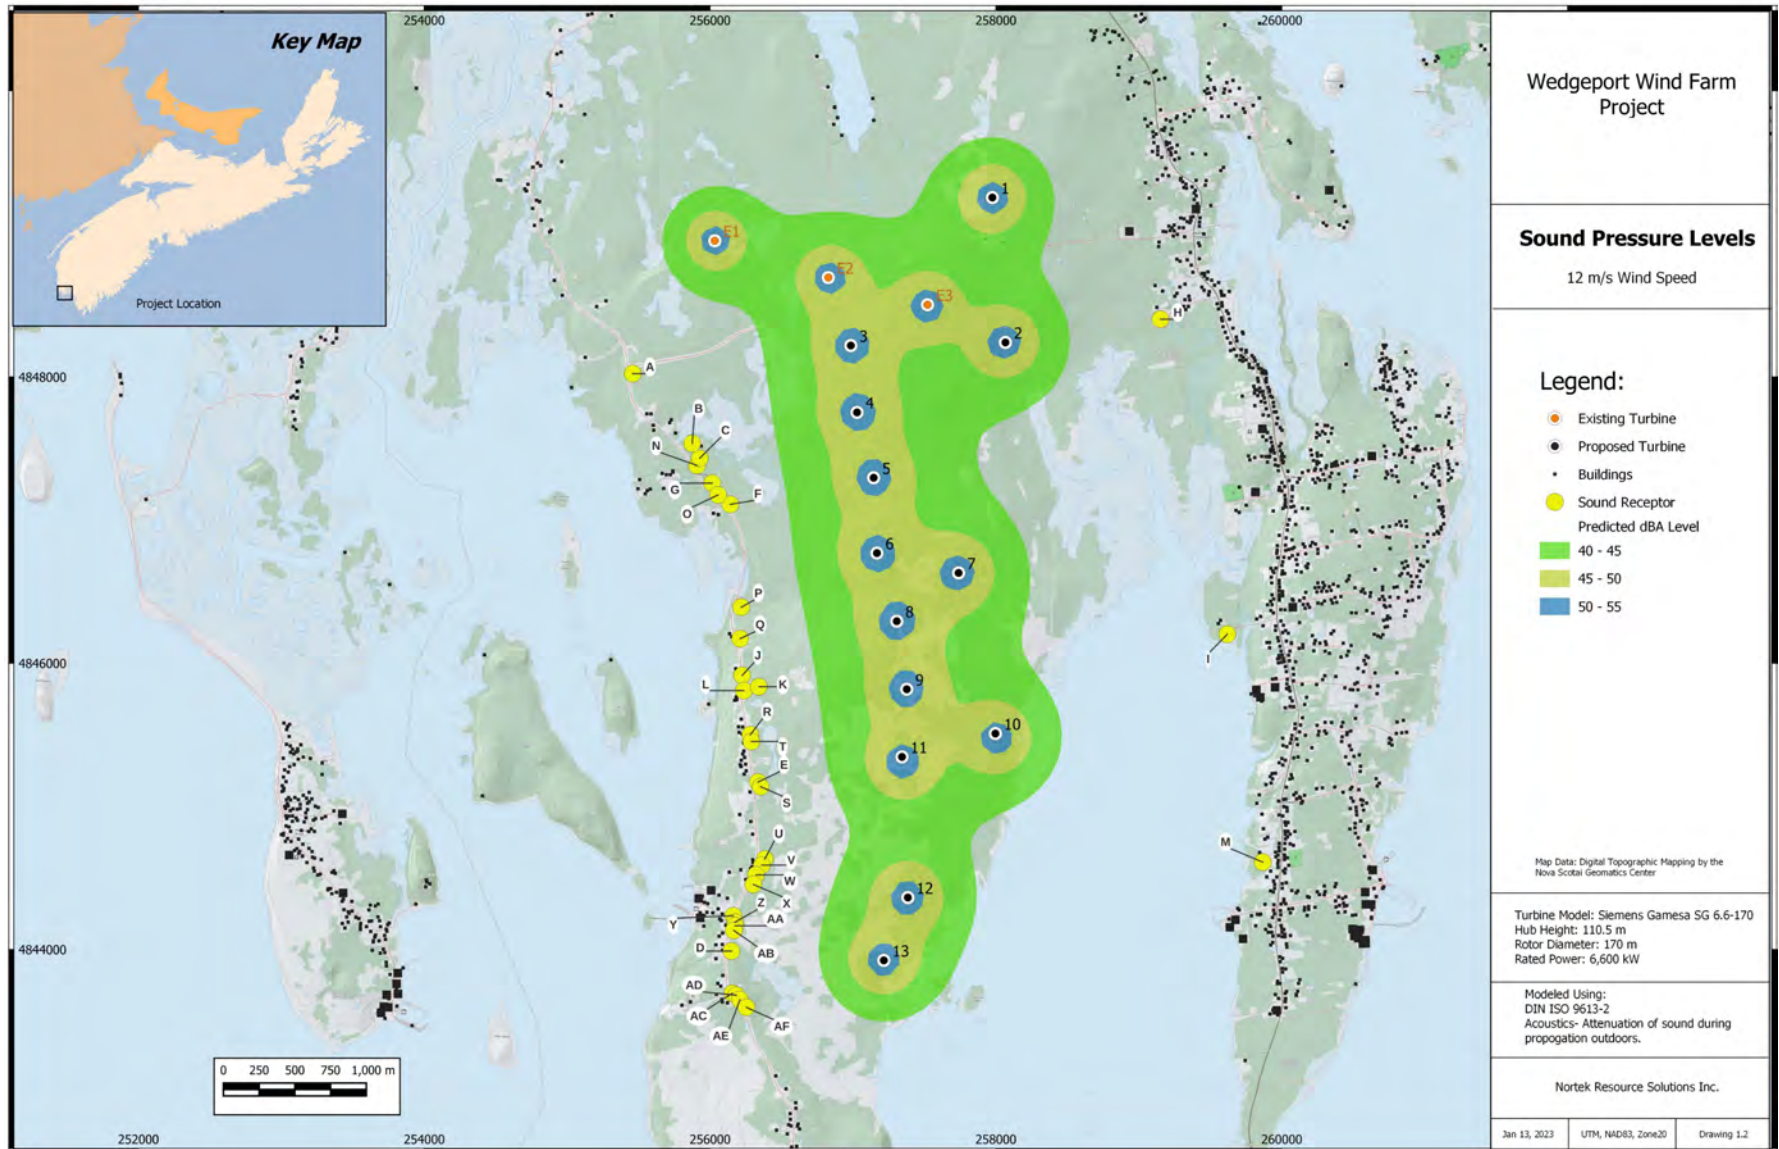 254000
256000
258000
260000
Key Map
Project Location
4848000
4846000
4844000
252000
254000
256000
258000
260000
E1
E2
E3
1
2
3
4
5
6
7
8
9
10
11
12
13
A
B
C
N
G
F
O
H
P
Q
J
L
K
I
R
T
E
S
U
V
W
X
M
Z
Y
AA
AB
D
AD
AC
AE
AF
0 250 500 750 1,000 m
Wedgeport Wind Farm
Project
Sound Pressure Levels
12 m/s Wind Speed
Legend:
Existing Turbine
Proposed Turbine
Buildings
Sound Receptor
Predicted dBA Level
40 - 45
45 - 50
50 - 55
Map Data: Digital Topographic Mapping by the
Nova Scotai Geomatics Center
Turbine Model: Siemens Gamesa SG 6.6-170
Hub Height: 110.5 m
Rotor Diameter: 170 m
Rated Power: 6,600 kW
Modeled Using:
DIN ISO 9613-2
Acoustics- Attenuation of sound during
propogation outdoors.
Nortek Resource Solutions Inc.
Jan 13, 2023
UTM, NAD83, Zone20
Drawing 1.2